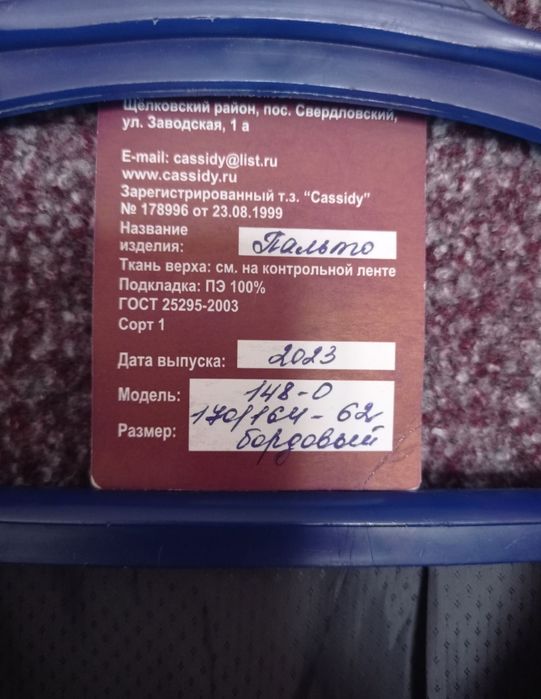 Щёлковский район, пос. Свердловский,
ул. Заводская, 1 а
E-mail: cassidy@list.ru
www.cassidy.ru
Зарегистрированный т.з. "Cassidy"
№ 178996 от 23.08.1999
Название
изделия: Пальто
Ткань верха: см. на контрольной ленте
Подкладка: ПЭ 100%
ГОСТ 25295-2003
Сорт 1
Дата выпуска: 2023
Модель: 148-О
170/164-62
Размер: бордовый